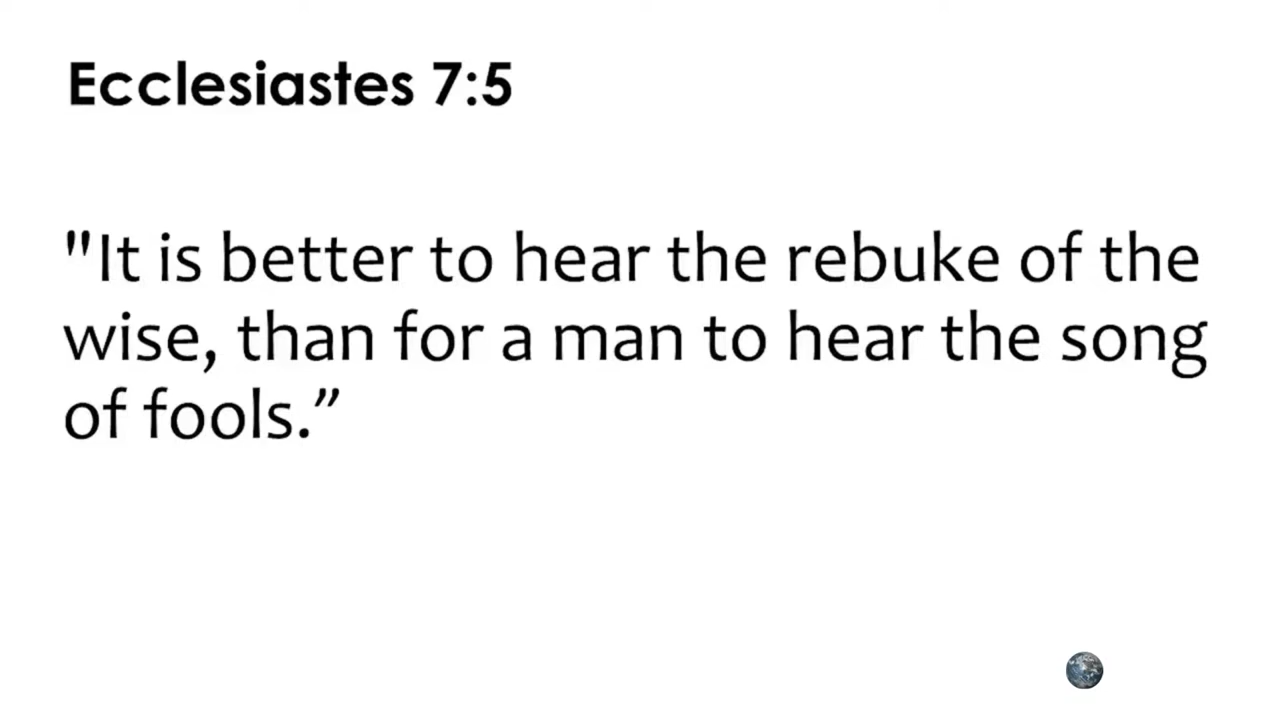 Ecclesiastes 7:5
"It is better to hear the rebuke of the
wise, than for a man to hear the song
of fools.”